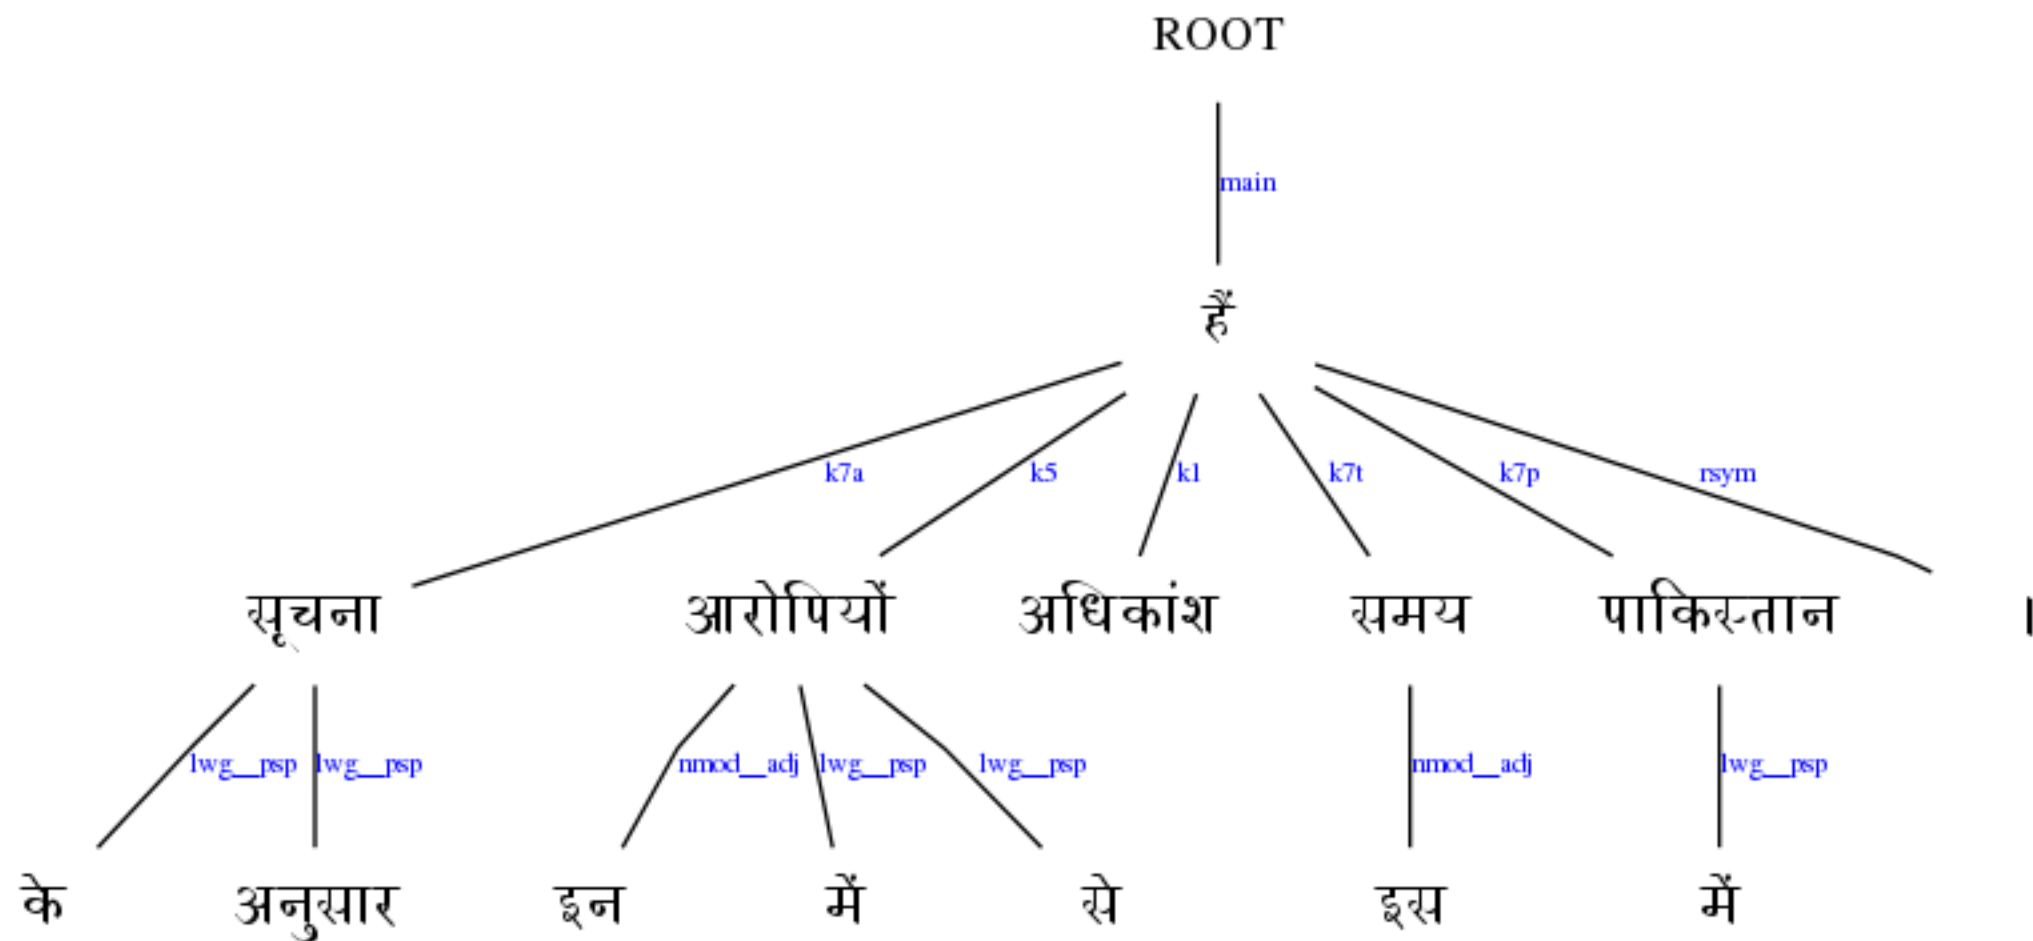 ROOT
main
हैं
k7a k5 k1 k7t k7p rsym
सूचना आरोपियों अधिकांश समय पाकिस्तान ।
lwg__psp lwg__psp nmod__adj lwg__psp lwg__psp nmod__adj lwg__psp
के अनुसार इन में से इस में